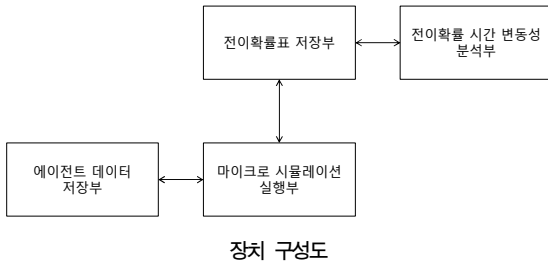 전이확률표 저장부
전이확률 시간 변동성
분석부
에이전트 데이터
저장부
마이크로 시뮬레이션
실행부
장치 구성도